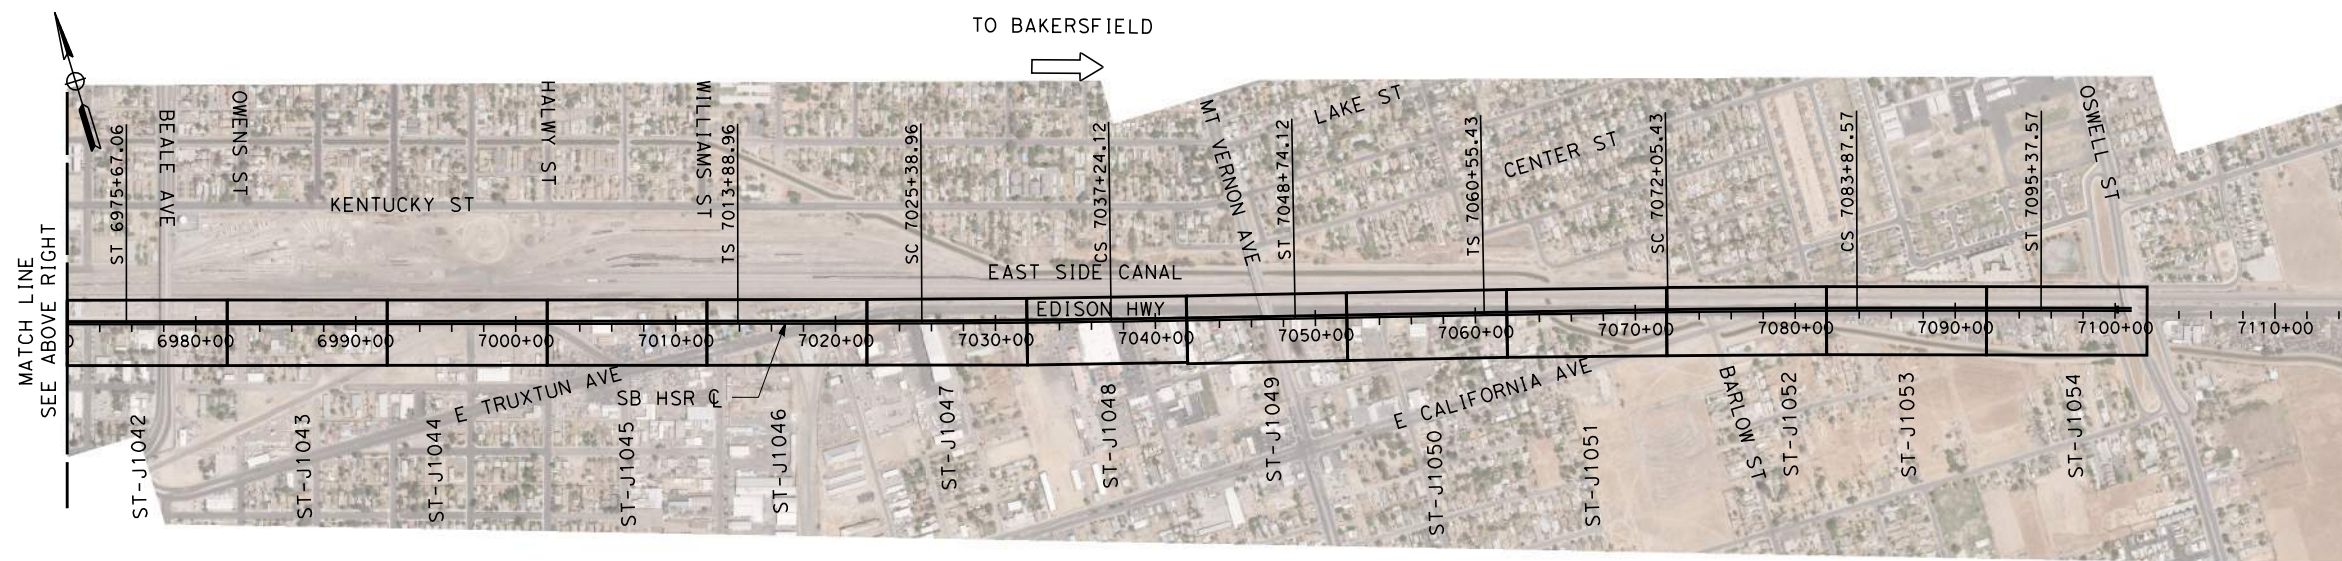 TO BAKERSFIELD
MATCH LINE
SEE ABOVE RIGHT
ST 6975+67.06
BEALE AVE
OWENS ST
HALWY ST
WILLIAMS ST
TS 7013+88.96
SC 7025+38.96
CS 7037+24.12
MT VERNON AVE
ST 7048+74.12
LAKE ST
TS 7060+55.43
CENTER ST
SC 7072+05.43
CS 7083+87.57
ST 7095+37.57
OSWELL ST
KENTUCKY ST
EAST SIDE CANAL
EDISON HWY
0
6980+00
6990+00
7000+00
7010+00
7020+00
7030+00
7040+00
7050+00
7060+00
7070+00
7080+00
7090+00
7100+00
7110+00
E TRUXTUN AVE
SB HSR ℄
E CALIFORNIA AVE
BARLOW ST
ST-J1042
ST-J1043
ST-J1044
ST-J1045
ST-J1046
ST-J1047
ST-J1048
ST-J1049
ST-J1050
ST-J1051
ST-J1052
ST-J1053
ST-J1054